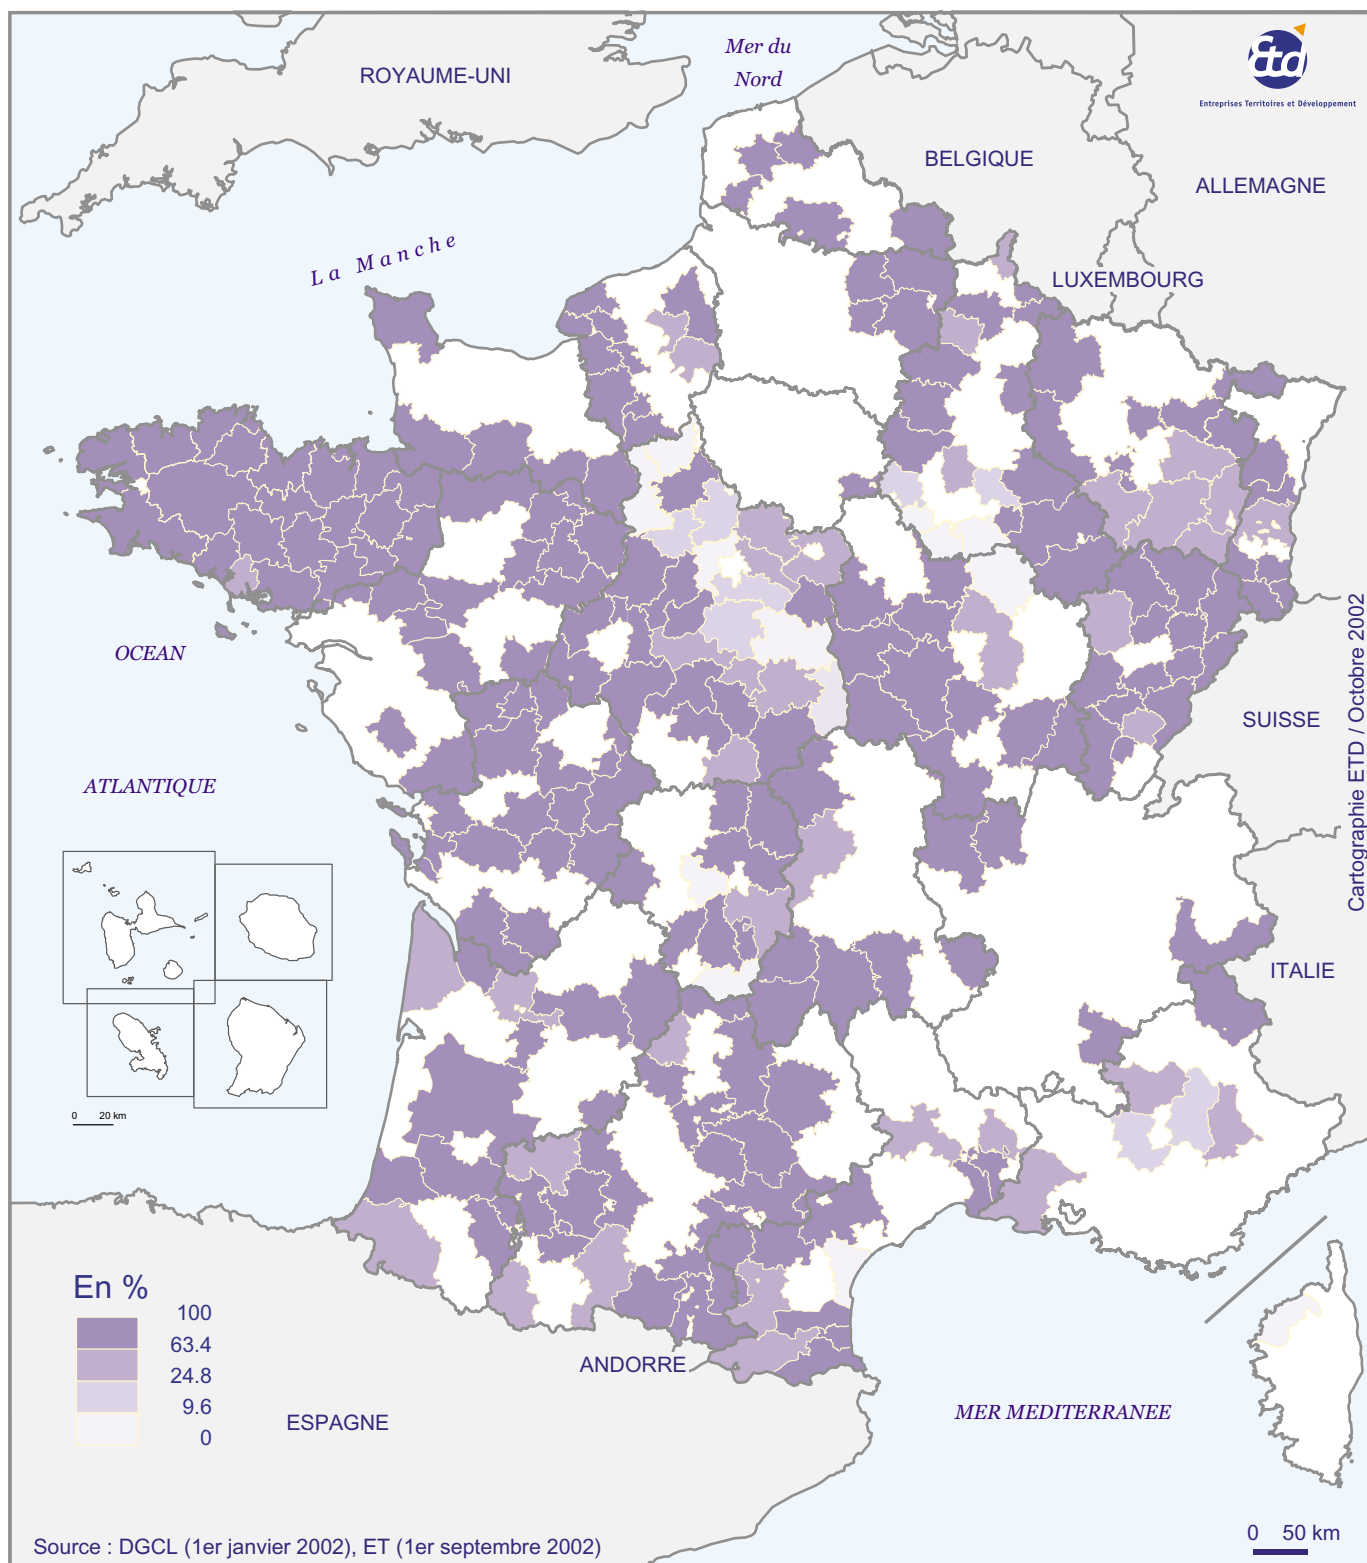 Mer du
Nord
ROYAUME-UNI
Etd
Entreprises Territoires et Développement
BELGIQUE
ALLEMAGNE
La Manche
LUXEMBOURG
OCEAN
ATLANTIQUE
SUISSE
Cartographie ETD / Octobre 2002
ITALIE
0 20 km
En %
100
63.4
24.8
9.6
0
ANDORRE
ESPAGNE
MER MEDITERRANEE
Source : DGCL (1er janvier 2002), ET (1er septembre 2002)
0 50 km